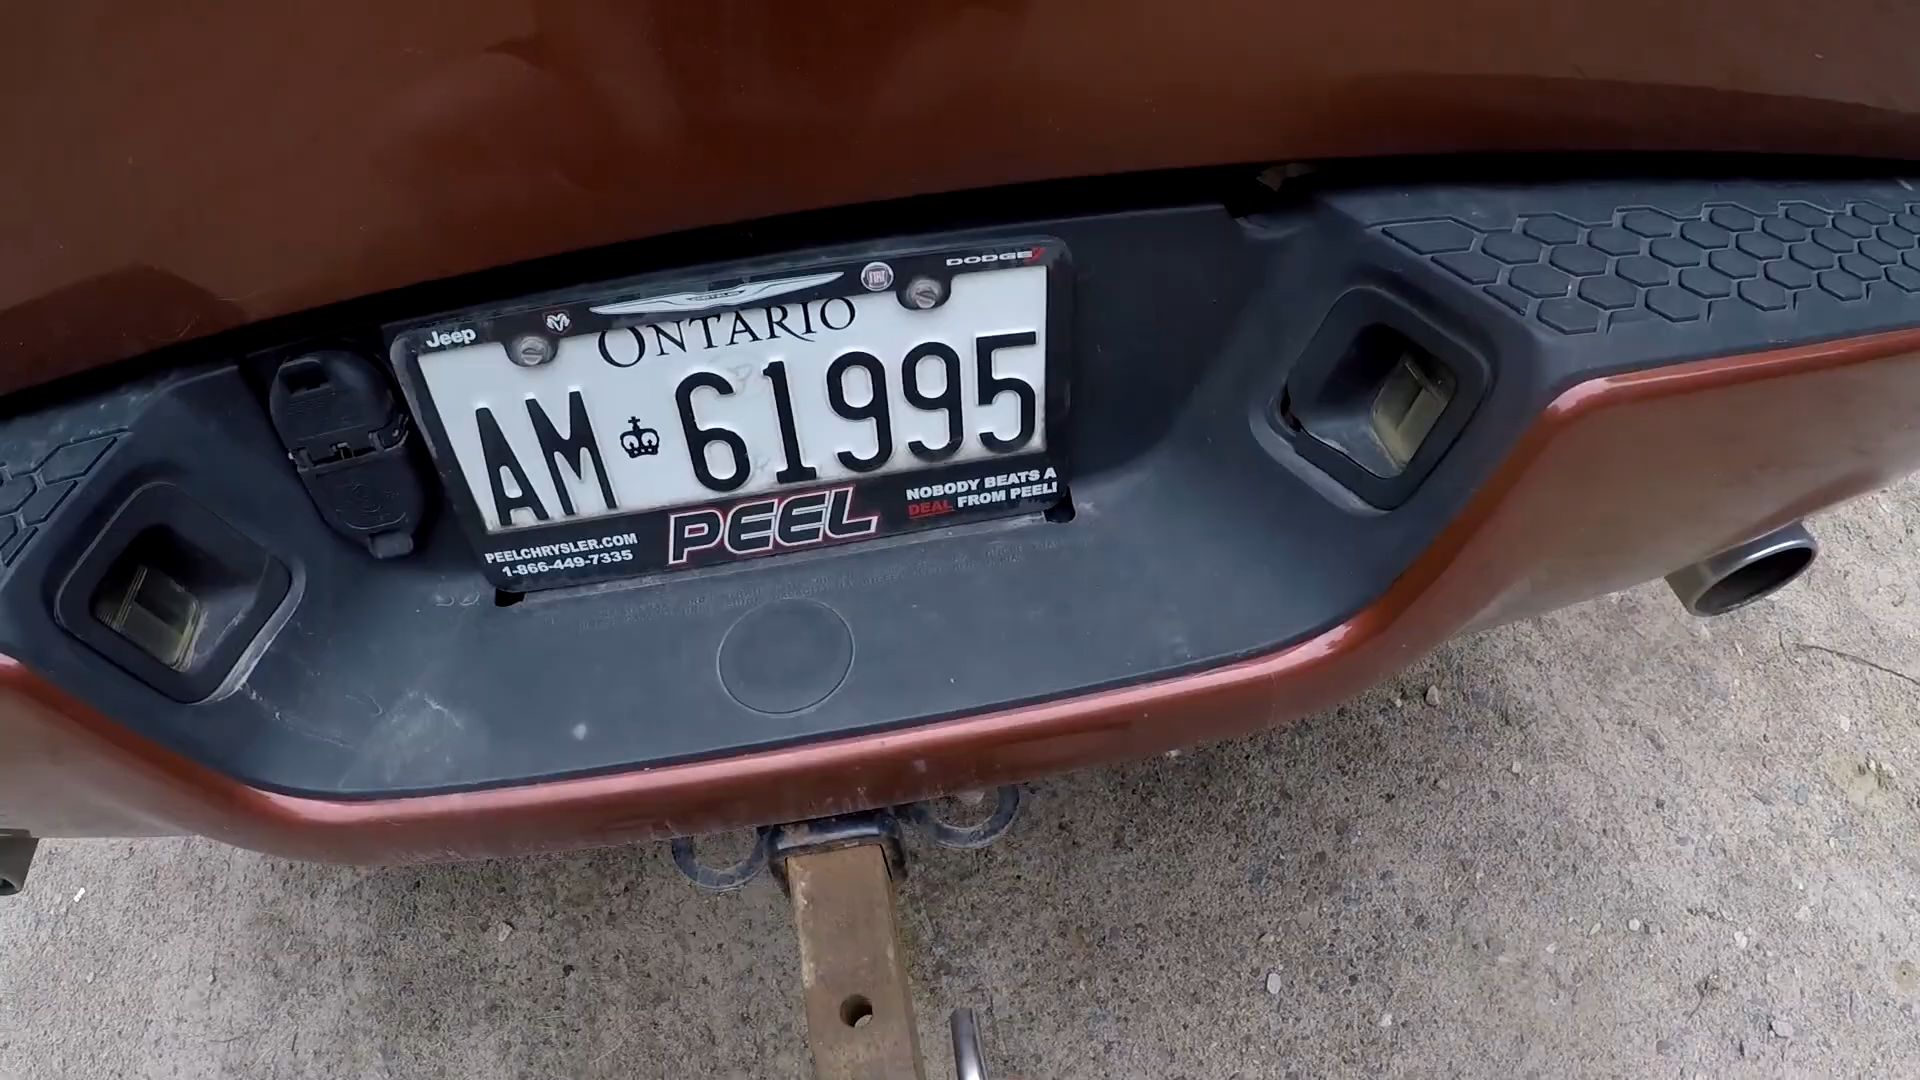 Jeep
DODGE
ONTARIO
AM 61995
PEELCHRYSLER.COM
1-866-449-7335
PEEL
NOBODY BEATS A
DEAL FROM PEEL!